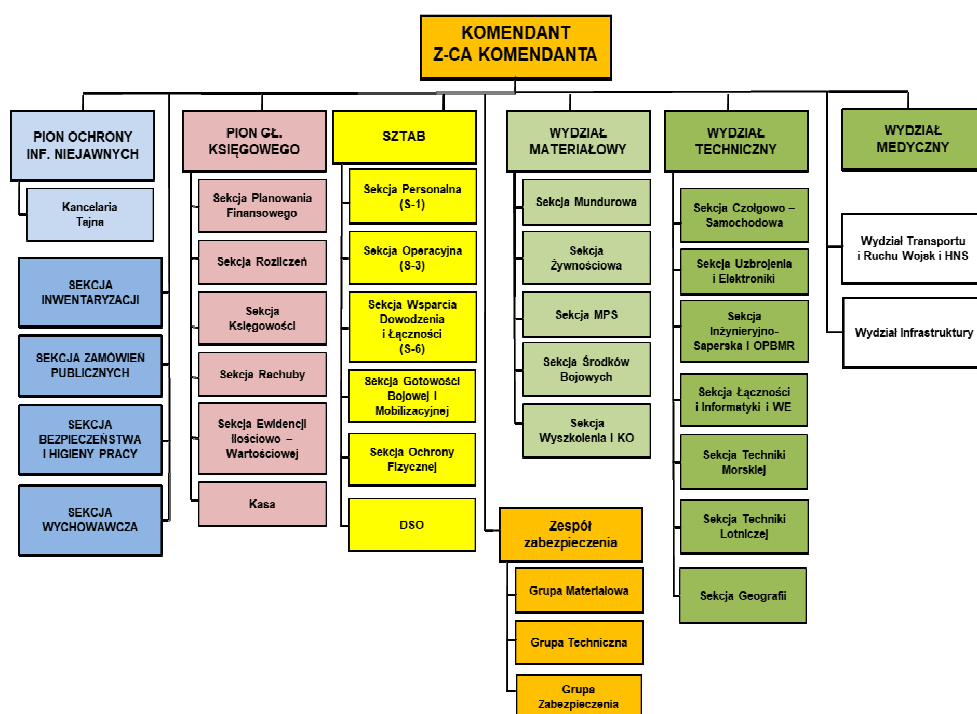 KOMENDANT
Z-CA KOMENDANTA
PION OCHRONY
INF. NIEJAWNYCH
Kancelaria
Tajna
SEKCJA
INWENTARYZACJI
SEKCJA ZAMÓWIEŃ
PUBLICZNYCH
SEKCJA
BEZPIECZEŃSTWA
I HIGIENY PRACY
SEKCJA
WYCHOWAWCZA
PION GŁ.
KSIĘGOWEGO
Sekcja Planowania
Finansowego
Sekcja Rozliczeń
Sekcja
Księgowości
Sekcja Rachuby
Sekcja Ewidencji
Ilościowo –
Wartościowej
Kasa
SZTAB
Sekcja Personalna
(S-1)
Sekcja Operacyjna
(S-3)
Sekcja Wsparcia
Dowodzenia
i Łączności
(S-6)
Sekcja Gotowości
Bojowej I
Mobilizacyjnej
Sekcja Ochrony
Fizycznej
DSO
Zespół
zabezpieczenia
Grupa Materiałowa
Grupa Techniczna
Grupa
Zabezpieczenia
WYDZIAŁ
MATERIAŁOWY
Sekcja Mundurowa
Sekcja
Żywnościowa
Sekcja MPS
Sekcja Środków
Bojowych
Sekcja
Wyszkolenia I KO
WYDZIAŁ
TECHNICZNY
Sekcja Czołgowo –
Samochodowa
Sekcja Uzbrojenia
i Elektroniki
Sekcja
Inżynieryjno-
Saperska I OPBMR
Sekcja Łączności
i Informatyki i WE
Sekcja Techniki
Morskiej
Sekcja Techniki
Lotniczej
Sekcja Geografii
WYDZIAŁ
MEDYCZNY
Wydział Transportu
i Ruchu Wojsk i HNS
Wydział Infrastruktury